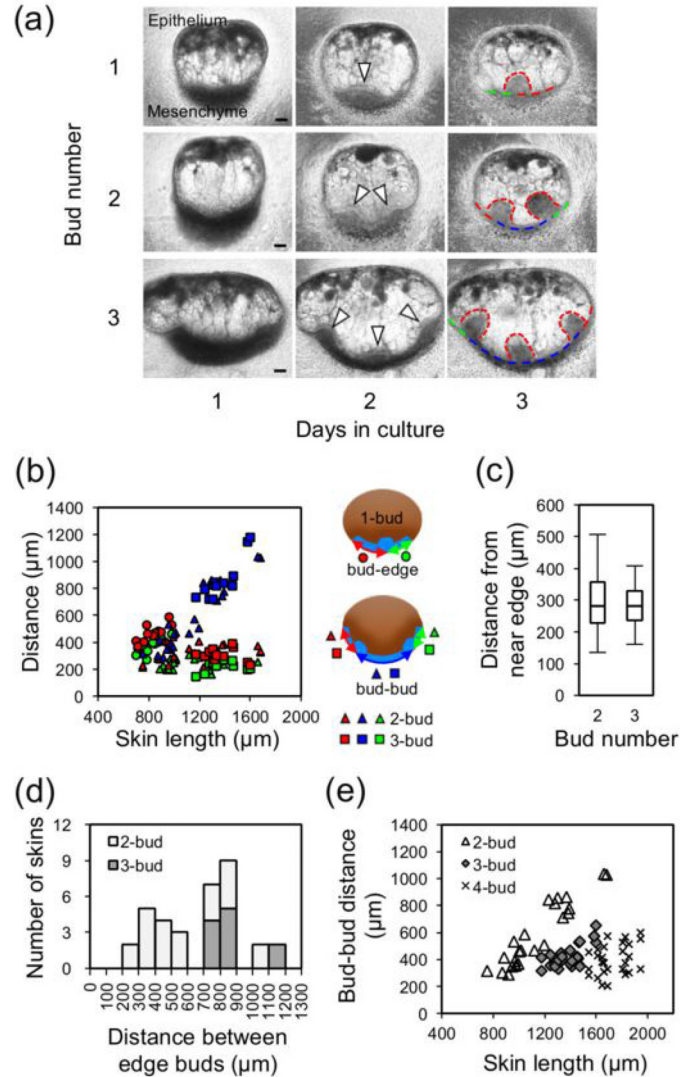 (a)
Epithelium
Mesenchyme
Bud number
1
2
3
1 2 3
Days in culture
(b)
Distance (µm)
1400
1200
1000
800
600
400
200
0
400 800 1200 1600 2000
Skin length (µm)
1-bud
bud-edge
bud-bud
2-bud
3-bud
(c)
Distance from
near edge (µm)
600
500
400
300
200
100
0
2 3
Bud number
(d)
Number of skins
12
9
6
3
0
2-bud
3-bud
0
100
200
300
400
500
600
700
800
900
1000
1100
1200
1300
Distance between
edge buds (µm)
(e)
Bud-bud distance
(µm)
1400
1200
1000
800
600
400
200
0
2-bud
3-bud
4-bud
400 800 1200 1600 2000
Skin length (µm)